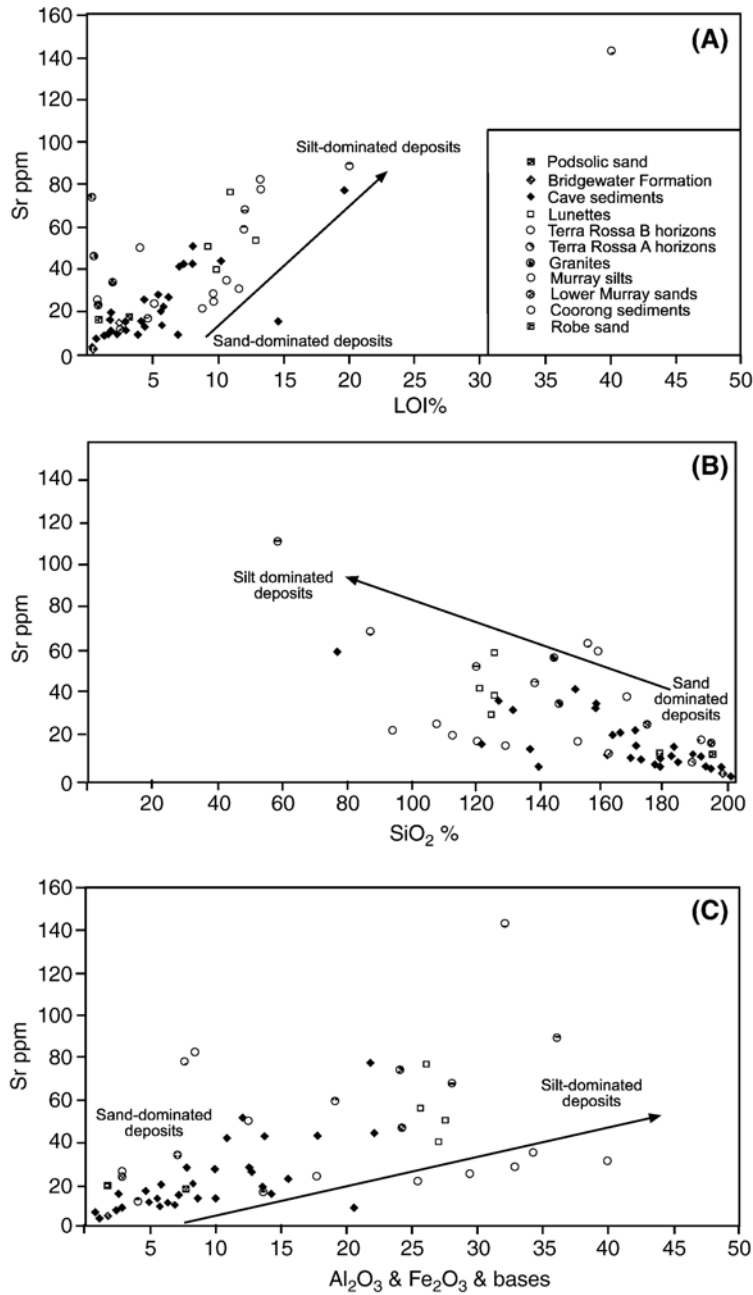 160
140
120
100
80
60
40
20
0
Sr ppm
(A)
Silt-dominated deposits
Sand-dominated deposits
Podsolic sand
Bridgewater Formation
Cave sediments
Lunettes
Terra Rossa B horizons
Terra Rossa A horizons
Granites
Murray silts
Lower Murray sands
Coorong sediments
Robe sand
5 10 15 20 25 30 35 40 45 50
LOI%
140
120
100
80
60
40
20
0
Sr ppm
(B)
Silt dominated
deposits
Sand
dominated
deposits
20 40 60 80 100 120 140 160 180 200
SiO₂ %
160
140
120
100
80
60
40
20
0
Sr ppm
(C)
Sand-dominated
deposits
Silt-dominated
deposits
5 10 15 20 25 30 35 40 45 50
Al₂O₃ & Fe₂O₃ & bases